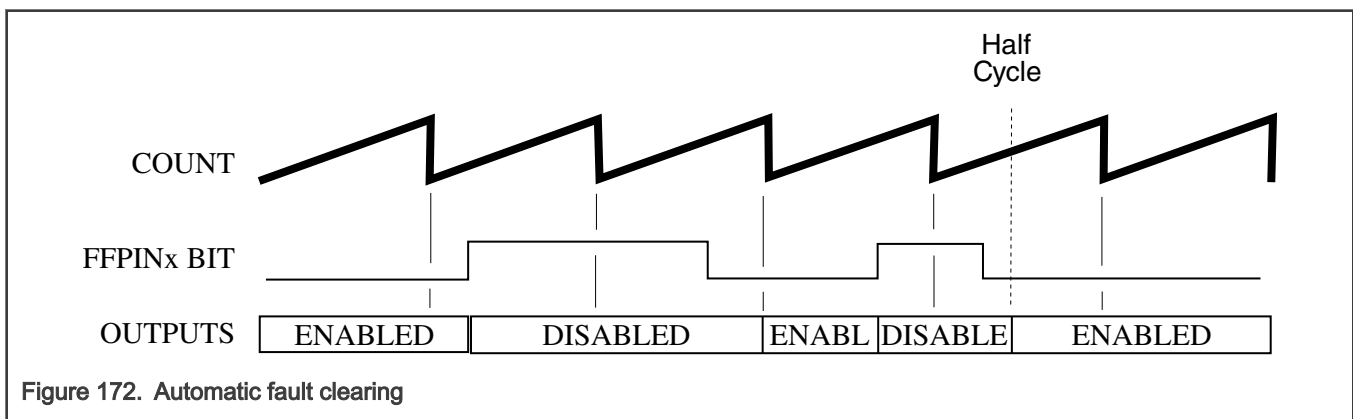 Half
Cycle
COUNT
FFPINx BIT
OUTPUTS ENABLED DISABLED ENABL DISABLE ENABLED
Figure 172. Automatic fault clearing